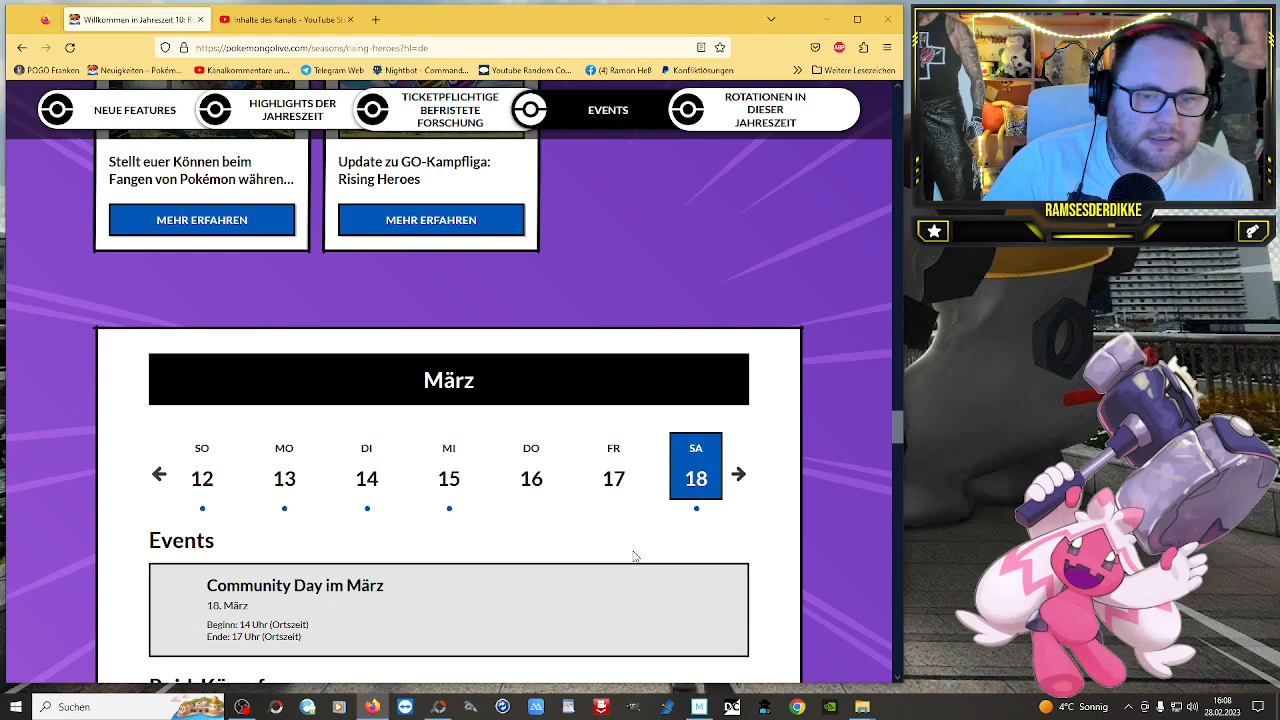 Willkommen in Jahreszeit 10: R
Inhalte des Kanals - YouTube St
https://pokemongolive.com/seasons/rising-heroes?hl=de
POGO Franken
Neuigkeiten – Pokém...
Kanalkommentare un...
Telegram Web
Nightbot - Comman...
Youtube Random Co...
(4) Ramon Heß
Konfliktlösungen
Weitere Lesezeichen
NEUE FEATURES
HIGHLIGHTS DER
JAHRESZEIT
TICKETPFLICHTIGE
BEFRISTETE
FORSCHUNG
EVENTS
ROTATIONEN IN
DIESER
JAHRESZEIT
Stellt euer Können beim
Fangen von Pokémon währen...
MEHR ERFAHREN
Update zu GO-Kampfliga:
Rising Heroes
MEHR ERFAHREN
März
SO MO DI MI DO FR SA
12 13 14 15 16 17 18
Events
Community Day im März
18. März
Beginn: 14 Uhr (Ortszeit)
Ende: 17 Uhr (Ortszeit)
RAMSESDERDIKKE
Suchen
4°C Sonnig
16:08
28.02.2023